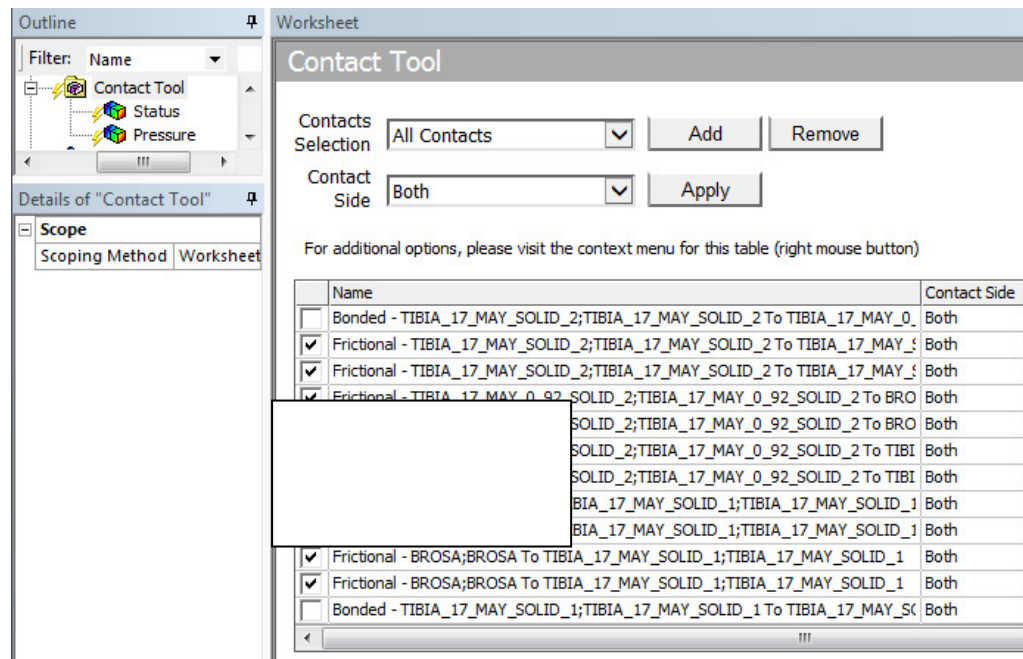 Outline
Filter: Name
Contact Tool
Status
Pressure
Details of "Contact Tool"
Scope
Scoping Method Worksheet
Worksheet
Contact Tool
Contacts Selection All Contacts Add Remove
Contact Side Both Apply
For additional options, please visit the context menu for this table (right mouse button)
Name Contact Side
Bonded - TIBIA_17_MAY_SOLID_2;TIBIA_17_MAY_SOLID_2 To TIBIA_17_MAY_0_ Both
Frictional - TIBIA_17_MAY_SOLID_2;TIBIA_17_MAY_SOLID_2 To TIBIA_17_MAY_S Both
Frictional - TIBIA_17_MAY_SOLID_2;TIBIA_17_MAY_SOLID_2 To TIBIA_17_MAY_S Both
Frictional - TIBIA_17_MAY_0_92_SOLID_2;TIBIA_17_MAY_0_92_SOLID_2 To BRO Both
SOLID_2;TIBIA_17_MAY_0_92_SOLID_2 To BRO Both
SOLID_2;TIBIA_17_MAY_0_92_SOLID_2 To TIBI Both
SOLID_2;TIBIA_17_MAY_0_92_SOLID_2 To TIBI Both
BIA_17_MAY_SOLID_1;TIBIA_17_MAY_SOLID_1 Both
BIA_17_MAY_SOLID_1;TIBIA_17_MAY_SOLID_1 Both
Frictional - BROSA;BROSA To TIBIA_17_MAY_SOLID_1;TIBIA_17_MAY_SOLID_1 Both
Frictional - BROSA;BROSA To TIBIA_17_MAY_SOLID_1;TIBIA_17_MAY_SOLID_1 Both
Bonded - TIBIA_17_MAY_SOLID_1;TIBIA_17_MAY_SOLID_1 To TIBIA_17_MAY_SO Both